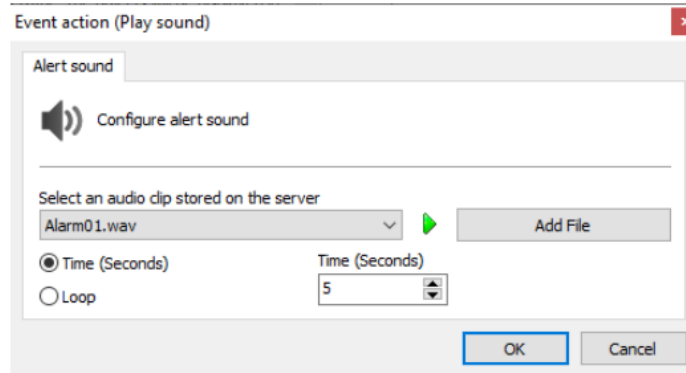 Event action (Play sound)
Alert sound
Configure alert sound
Select an audio clip stored on the server
Alarm01.wav
Add File
Time (Seconds)
Time (Seconds)
Loop
5
OK
Cancel